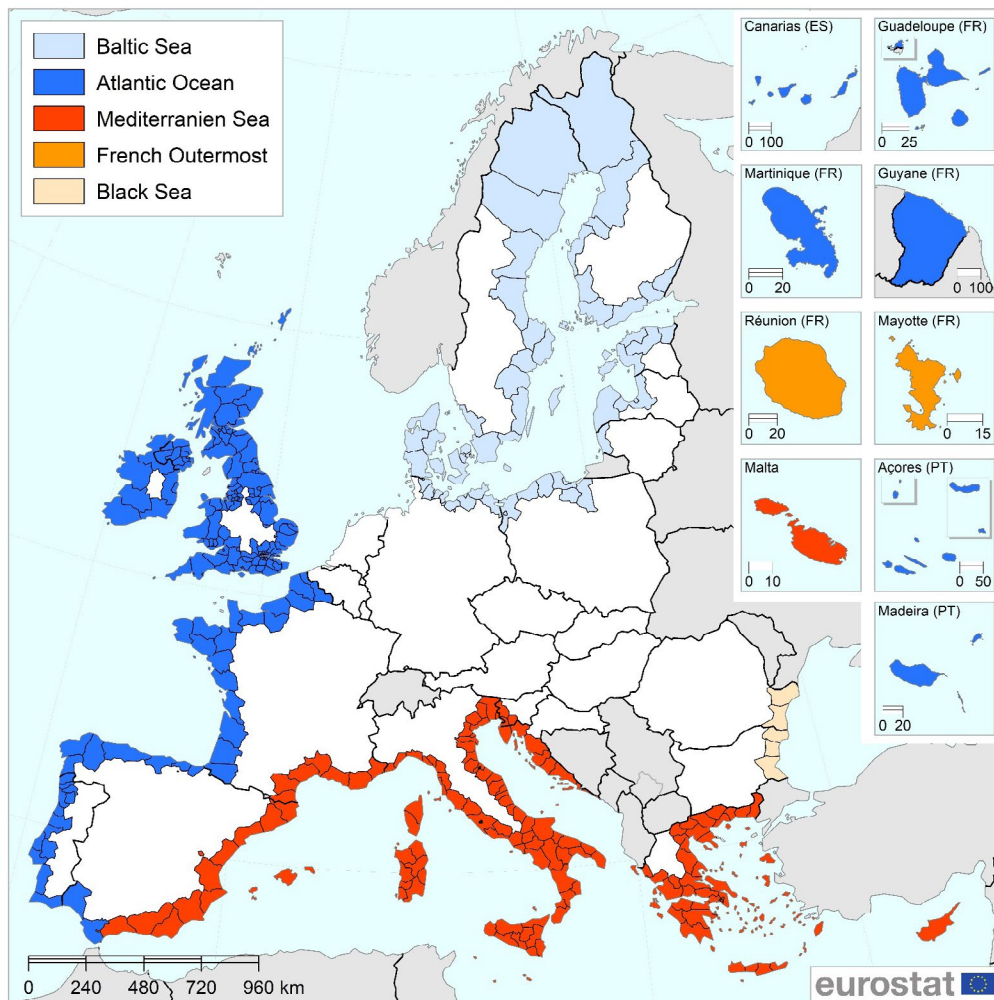 Baltic Sea
Atlantic Ocean
Mediterranien Sea
French Outermost
Black Sea
Canarias (ES)
0 100
Guadeloupe (FR)
0 25
Martinique (FR)
0 20
Guyane (FR)
0 100
Réunion (FR)
0 20
Mayotte (FR)
0 15
Malta
0 10
Açores (PT)
0 50
Madeira (PT)
0 20
0 240 480 720 960 km
eurostat